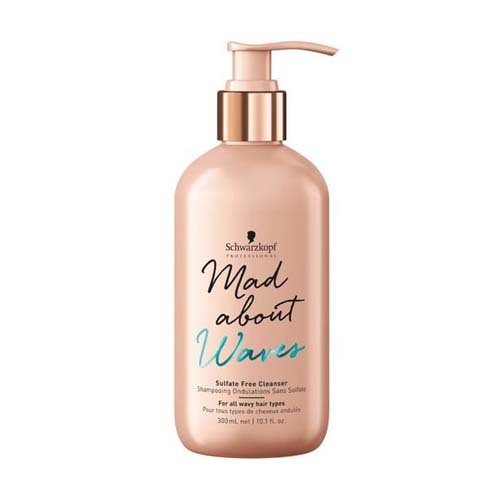 Schwarzkopf
PROFESSIONAL
Mad
about
Waves
Sulfate Free Cleanser
Shampooing Ondulations Sans Sulfate
For all wavy hair types
Pour tous types de cheveux ondulés
300mL net | 10.1 fl. oz.